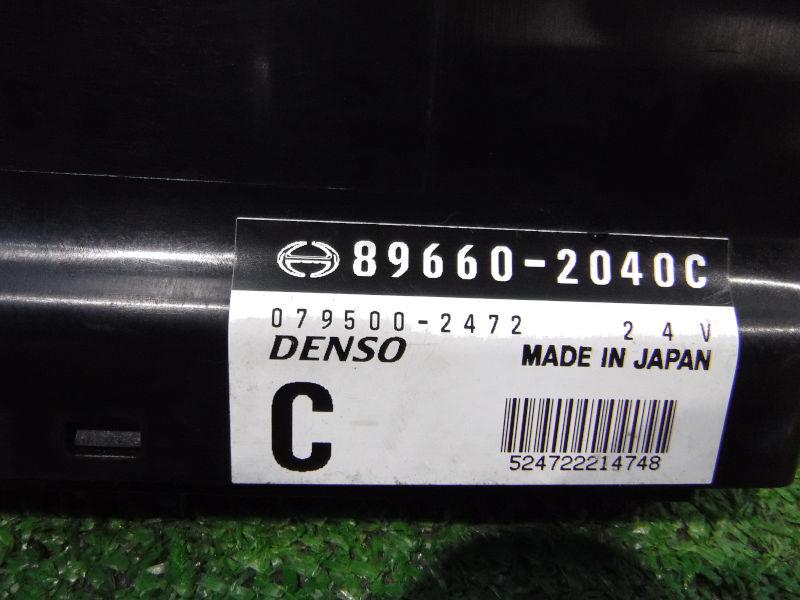 89660-2040C
079500-2472 24V
DENSO MADE IN JAPAN
C
524722214748